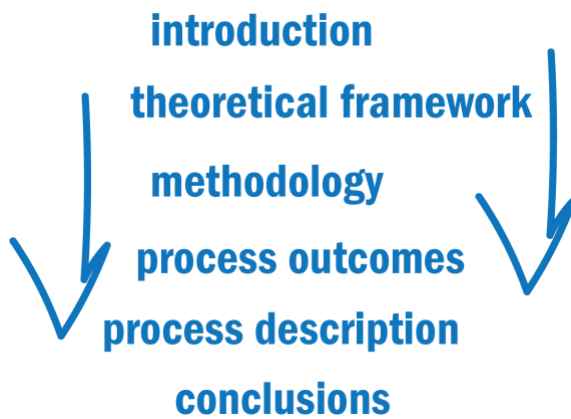 introduction
theoretical framework
methodology
process outcomes
process description
conclusions